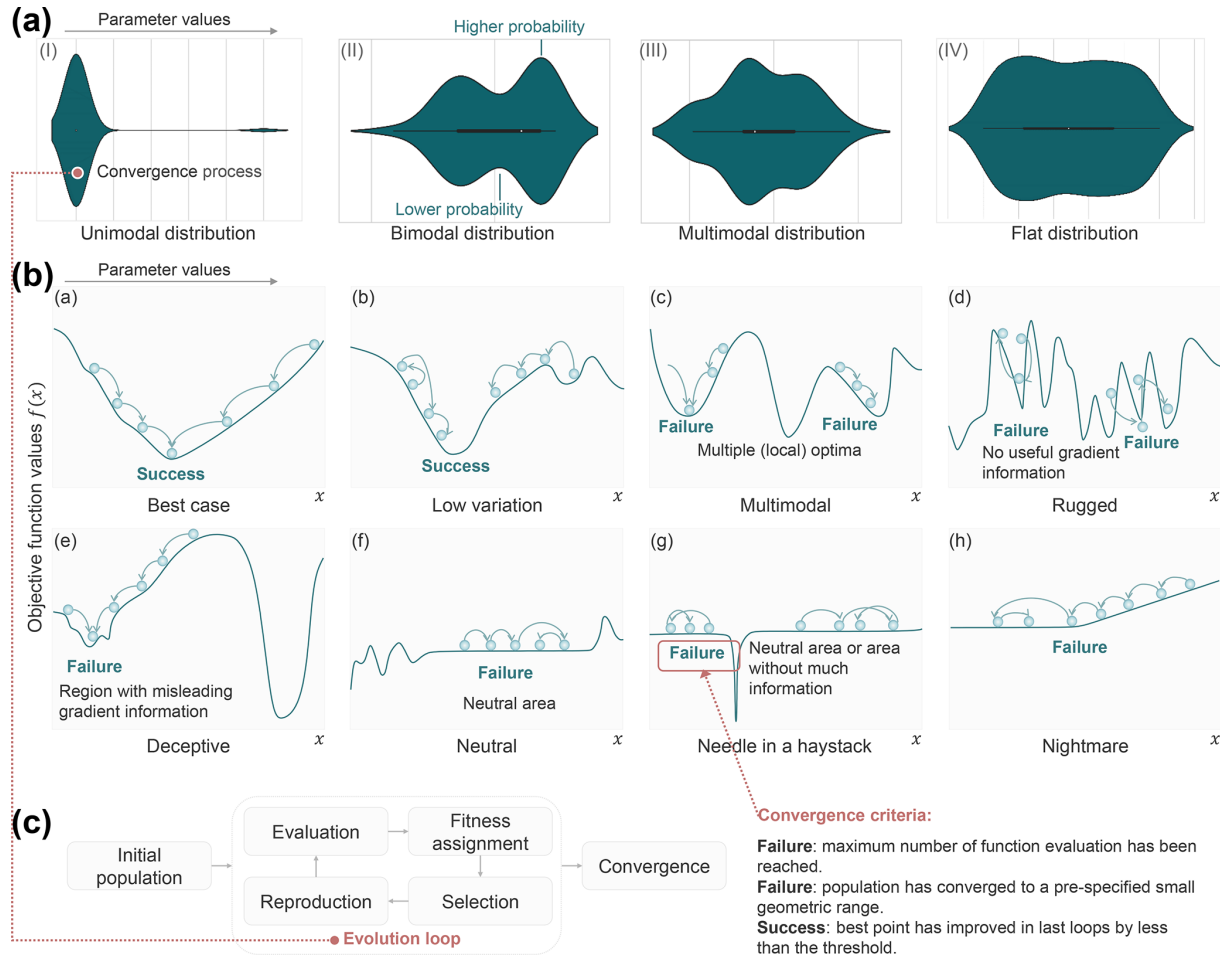 (a)
Parameter values
Higher probability
(I)
(II)
(III)
(IV)
Convergence process
Lower probability
Unimodal distribution
Bimodal distribution
Multimodal distribution
Flat distribution
(b)
Parameter values
Objective function values f(x)
(a)
(b)
(c)
(d)
Success
Success
Failure
Failure
Multiple (local) optima
Failure
Failure
No useful gradient
information
x
x
x
x
Best case
Low variation
Multimodal
Rugged
(e)
(f)
(g)
(h)
Failure
Region with misleading
gradient information
Failure
Neutral area
Failure
Neutral area or area
without much
information
Failure
x
x
x
x
Deceptive
Neutral
Needle in a haystack
Nightmare
(c)
Initial
population
Evaluation
Fitness
assignment
Reproduction
Selection
Convergence
Evolution loop
Convergence criteria:
Failure: maximum number of function evaluation has been
reached.
Failure: population has converged to a pre-specified small
geometric range.
Success: best point has improved in last loops by less
than the threshold.